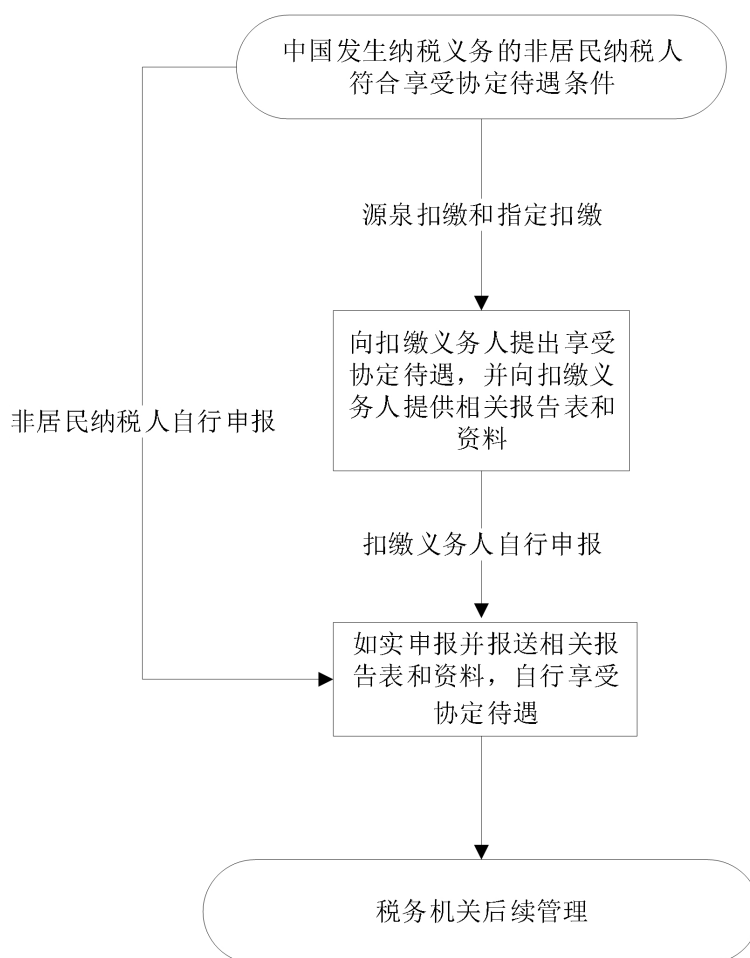 中国发生纳税义务的非居民纳税人
符合享受协定待遇条件
源泉扣缴和指定扣缴
向扣缴义务人提出享受
协定待遇，并向扣缴义
务人提供相关报告表和
资料
非居民纳税人自行申报
扣缴义务人自行申报
如实申报并报送相关报
告表和资料，自行享受
协定待遇
税务机关后续管理